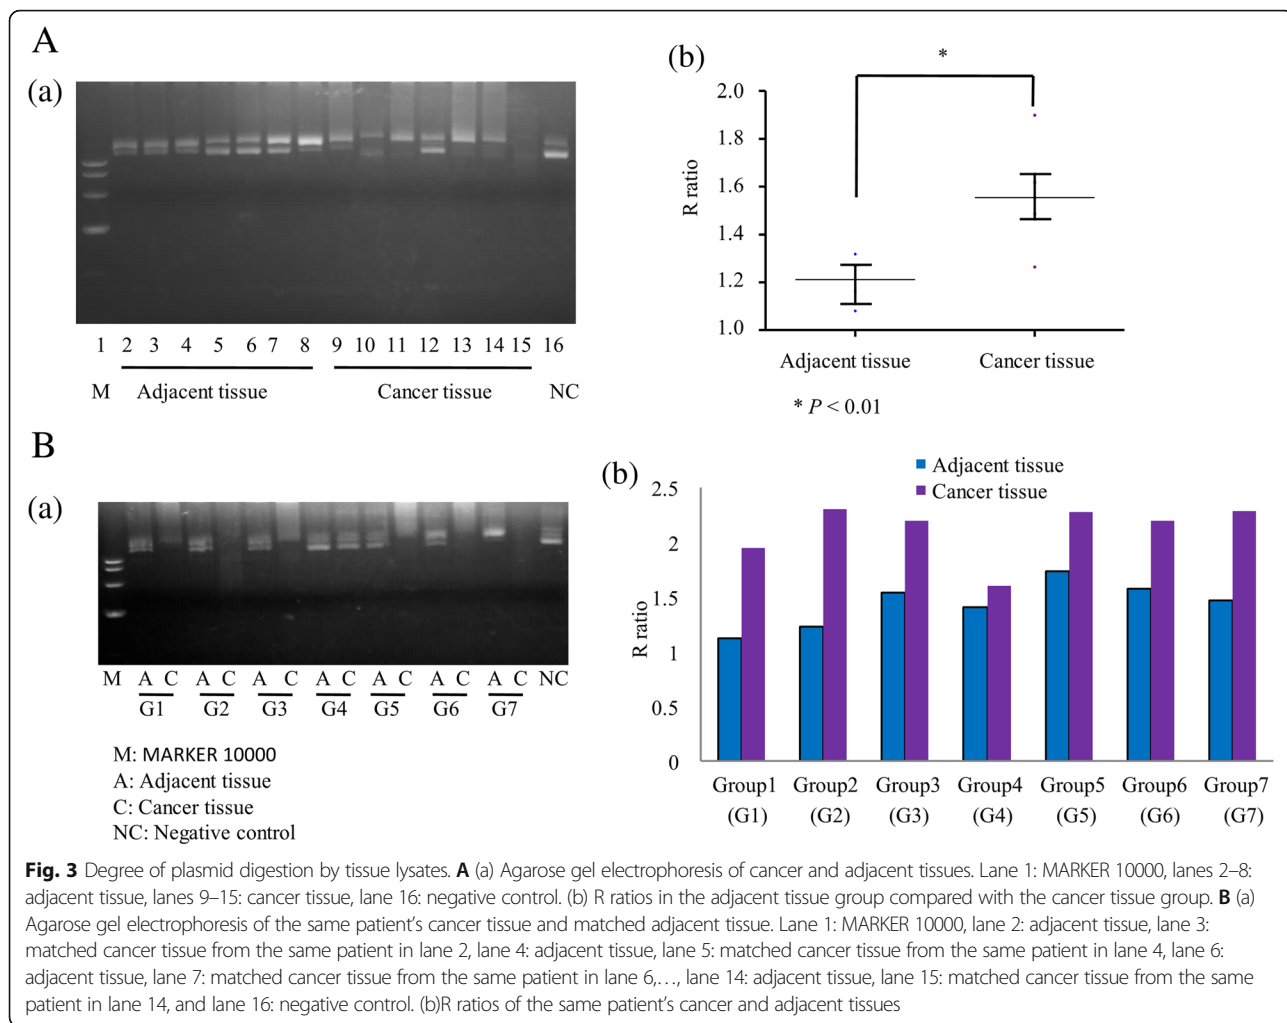 A
(a)
1 2 3 4 5 6 7 8 9 10 11 12 13 14 15 16
M Adjacent tissue Cancer tissue NC
(b)
*
2.0
1.8
1.6
1.4
1.2
1.0
R ratio
Adjacent tissue Cancer tissue
* P < 0.01
B
(a)
M A C A C A C A C A C A C A C NC
G1 G2 G3 G4 G5 G6 G7
M: MARKER 10000
A: Adjacent tissue
C: Cancer tissue
NC: Negative control
(b)
Adjacent tissue
Cancer tissue
2.5
2
1.5
1
0.5
0
R ratio
Group1 Group2 Group3 Group4 Group5 Group6 Group7
(G1) (G2) (G3) (G4) (G5) (G6) (G7)
Fig. 3 Degree of plasmid digestion by tissue lysates. A (a) Agarose gel electrophoresis of cancer and adjacent tissues. Lane 1: MARKER 10000, lanes 2–8:
adjacent tissue, lanes 9–15: cancer tissue, lane 16: negative control. (b) R ratios in the adjacent tissue group compared with the cancer tissue group. B (a)
Agarose gel electrophoresis of the same patient's cancer tissue and matched adjacent tissue. Lane 1: MARKER 10000, lane 2: adjacent tissue, lane 3:
matched cancer tissue from the same patient in lane 2, lane 4: adjacent tissue, lane 5: matched cancer tissue from the same patient in lane 4, lane 6:
adjacent tissue, lane 7: matched cancer tissue from the same patient in lane 6,…, lane 14: adjacent tissue, lane 15: matched cancer tissue from the same
patient in lane 14, and lane 16: negative control. (b)R ratios of the same patient's cancer and adjacent tissues